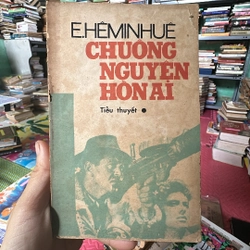 E.HÊMINHUÊ
CHUÔNG
NGUYỆN
HỒN AI
Tiểu thuyết